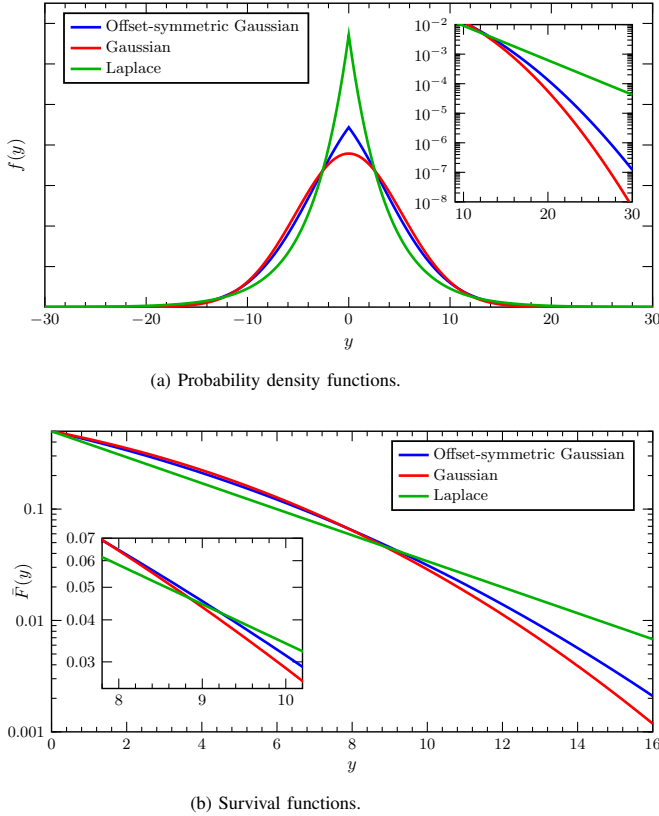 Offset-symmetric Gaussian
Gaussian
Laplace
10⁻²
10⁻³
10⁻⁴
10⁻⁵
10⁻⁶
10⁻⁷
10⁻⁸
10 20 30
f(y)
−30 −20 −10 0 10 20 30
y
(a) Probability density functions.
Offset-symmetric Gaussian
Gaussian
Laplace
0.1
0.01
0.001
F̄(y)
0.07
0.06
0.05
0.04
0.03
8 9 10
0 2 4 6 8 10 12 14 16
y
(b) Survival functions.